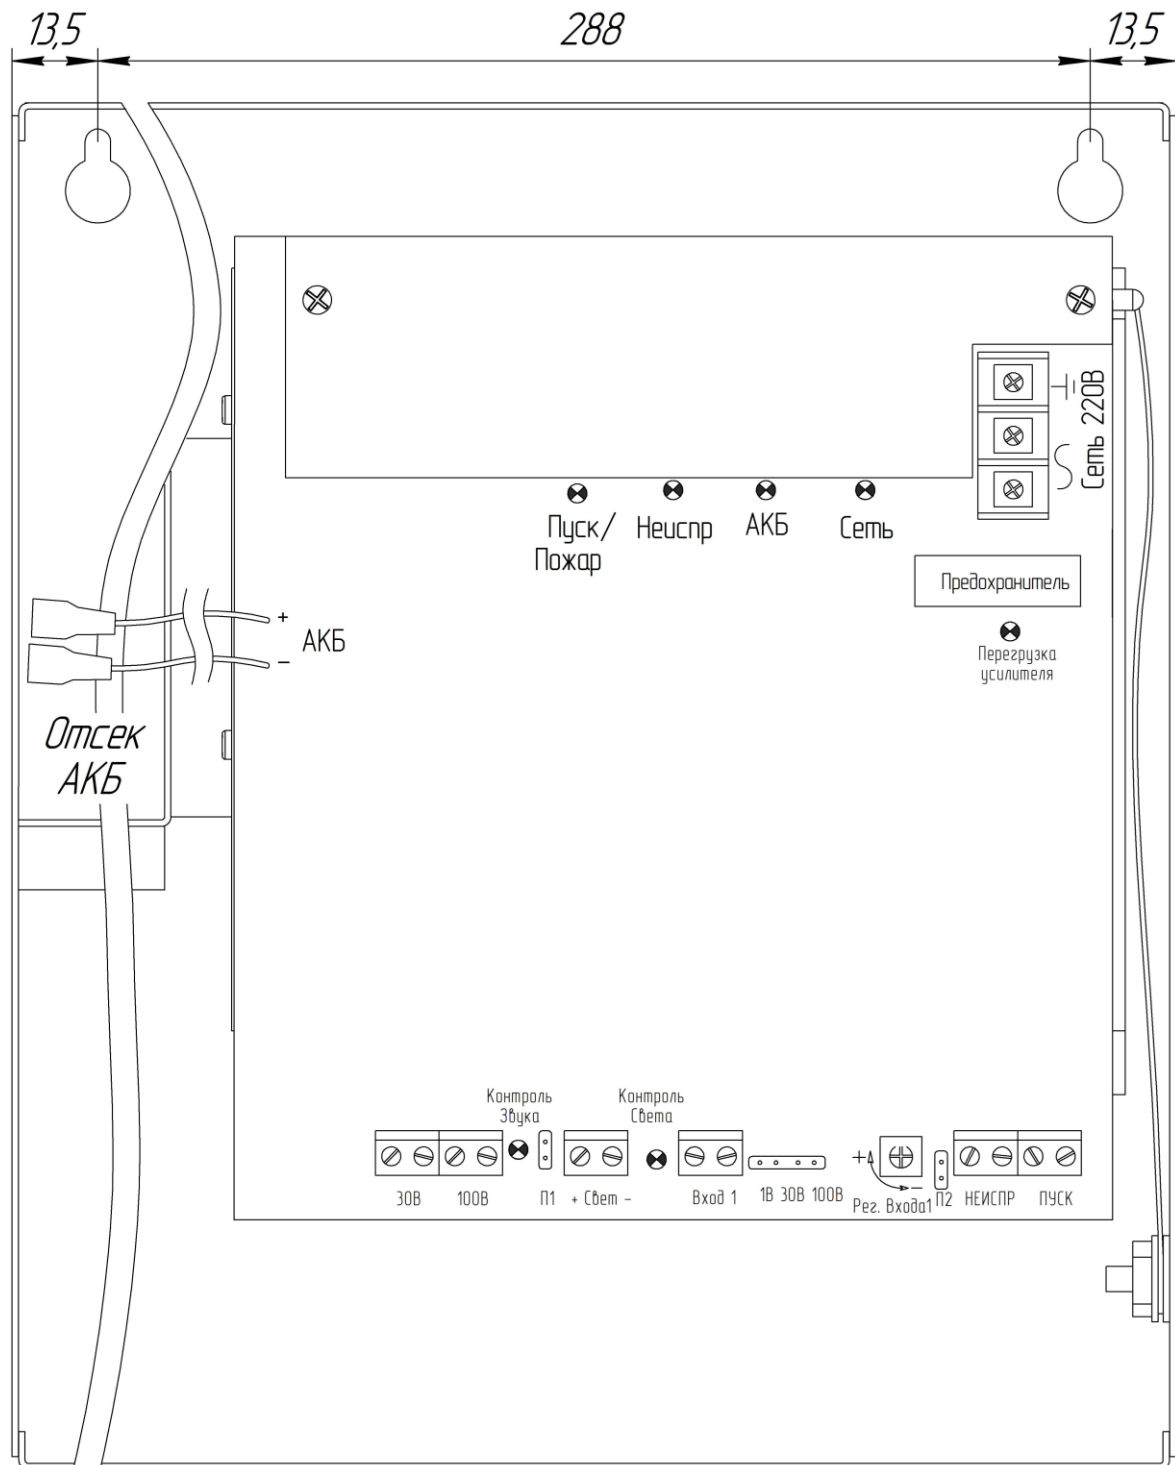 13,5 288 13,5
Сеть 220В
Пуск/
Пожар
Неиспр
АКБ
Сеть
Предохранитель
Перегрузка
усилителя
+
АКБ
-
Отсек
АКБ
Контроль
Звука
Контроль
Света
30В 100В П1 + Свет - Вход 1 1В 30В 100В + - Рег. Входа1 П2 НЕИСПР ПУСК